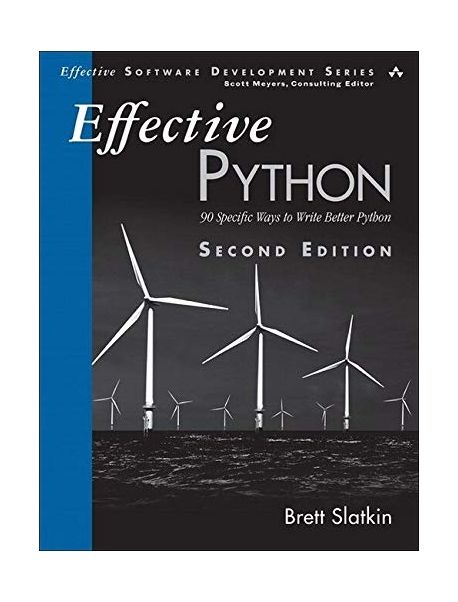 Effective Software Development Series
Scott Meyers, Consulting Editor
Effective
Python
90 Specific Ways to Write Better Python
Second Edition
Brett Slatkin